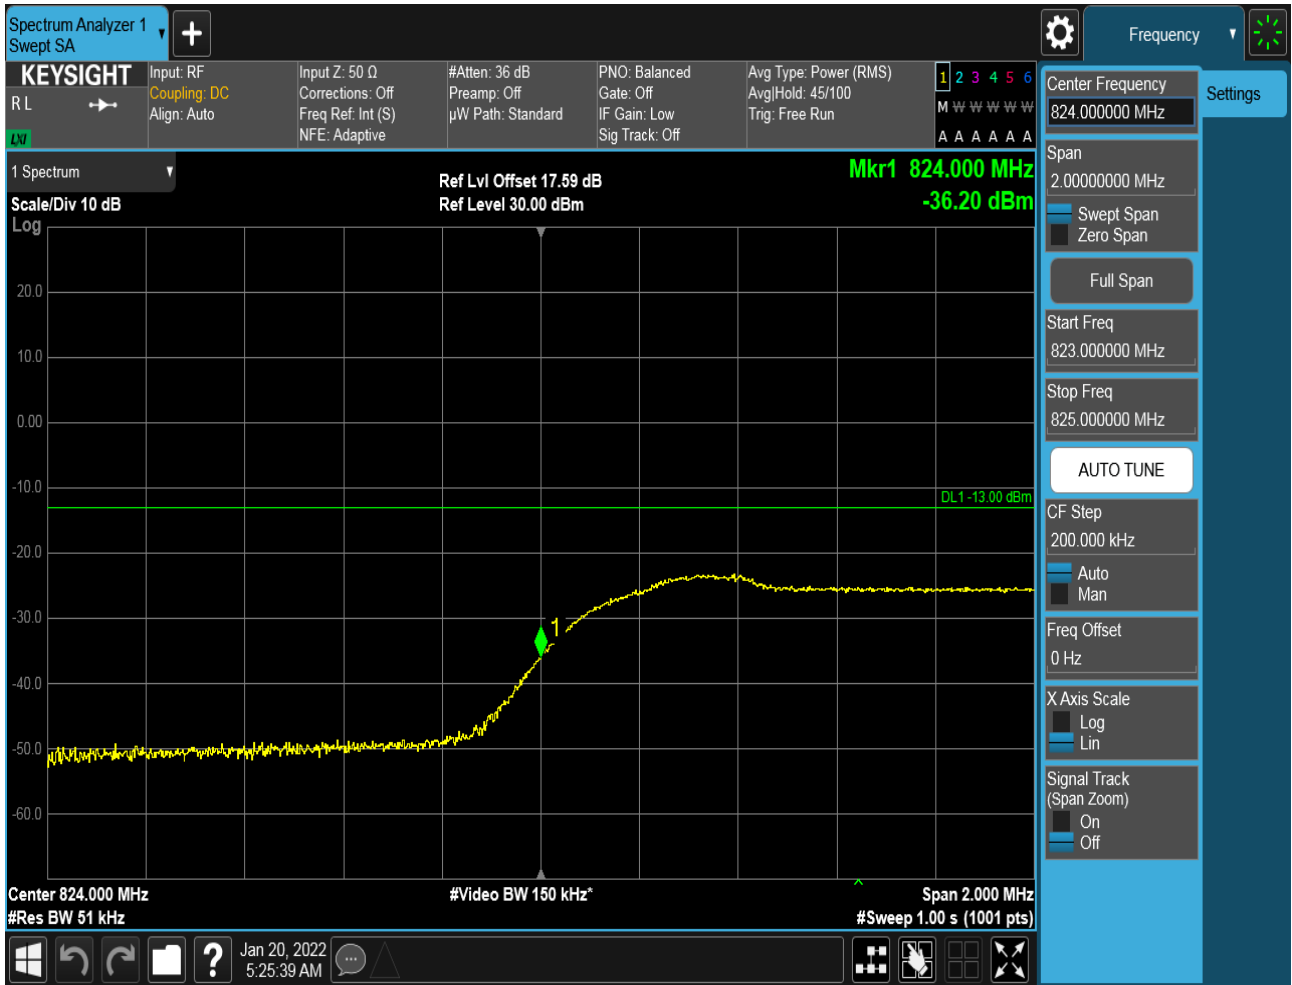 Spectrum Analyzer 1
Swept SA
Frequency
KEYSIGHT
R L
LXI
Input: RF
Coupling: DC
Align: Auto
Input Z: 50 Ω
Corrections: Off
Freq Ref: Int (S)
NFE: Adaptive
#Atten: 36 dB
Preamp: Off
µW Path: Standard
PNO: Balanced
Gate: Off
IF Gain: Low
Sig Track: Off
Avg Type: Power (RMS)
Avg|Hold: 45/100
Trig: Free Run
1 2 3 4 5 6
M W W W W W
A A A A A A
1 Spectrum
Scale/Div 10 dB
Log
Ref Lvl Offset 17.59 dB
Ref Level 30.00 dBm
Mkr1 824.000 MHz
-36.20 dBm
20.0
10.0
0.00
-10.0
-20.0
-30.0
-40.0
-50.0
-60.0
DL1 -13.00 dBm
1
Center 824.000 MHz
#Res BW 51 kHz
#Video BW 150 kHz*
Span 2.000 MHz
#Sweep 1.00 s (1001 pts)
Jan 20, 2022
5:25:39 AM
?
Center Frequency
824.000000 MHz
Settings
Span
2.00000000 MHz
Swept Span
Zero Span
Full Span
Start Freq
823.000000 MHz
Stop Freq
825.000000 MHz
AUTO TUNE
CF Step
200.000 kHz
Auto
Man
Freq Offset
0 Hz
X Axis Scale
Log
Lin
Signal Track
(Span Zoom)
On
Off